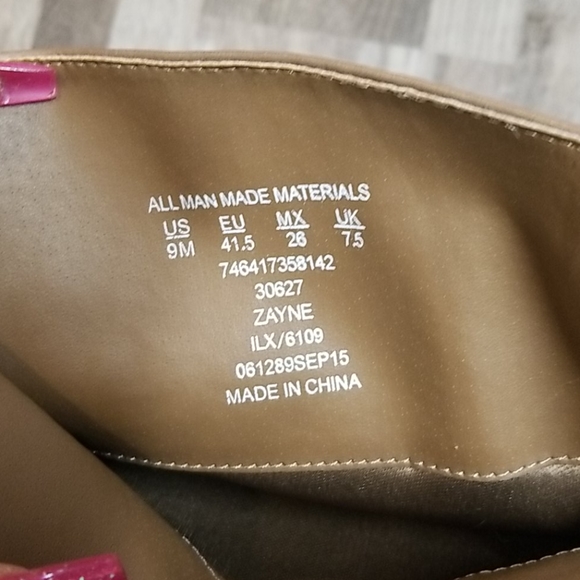 ALL MAN MADE MATERIALS
US EU MX UK
9M 41.5 26 7.5
746417358142
30627
ZAYNE
ILX/6109
061289SEP15
MADE IN CHINA